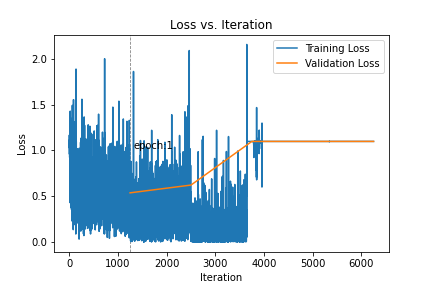 Loss vs. Iteration
Training Loss
Validation Loss
2.0
1.5
1.0
0.5
0.0
Loss
epoch 1
0
1000
2000
3000
4000
5000
6000
Iteration